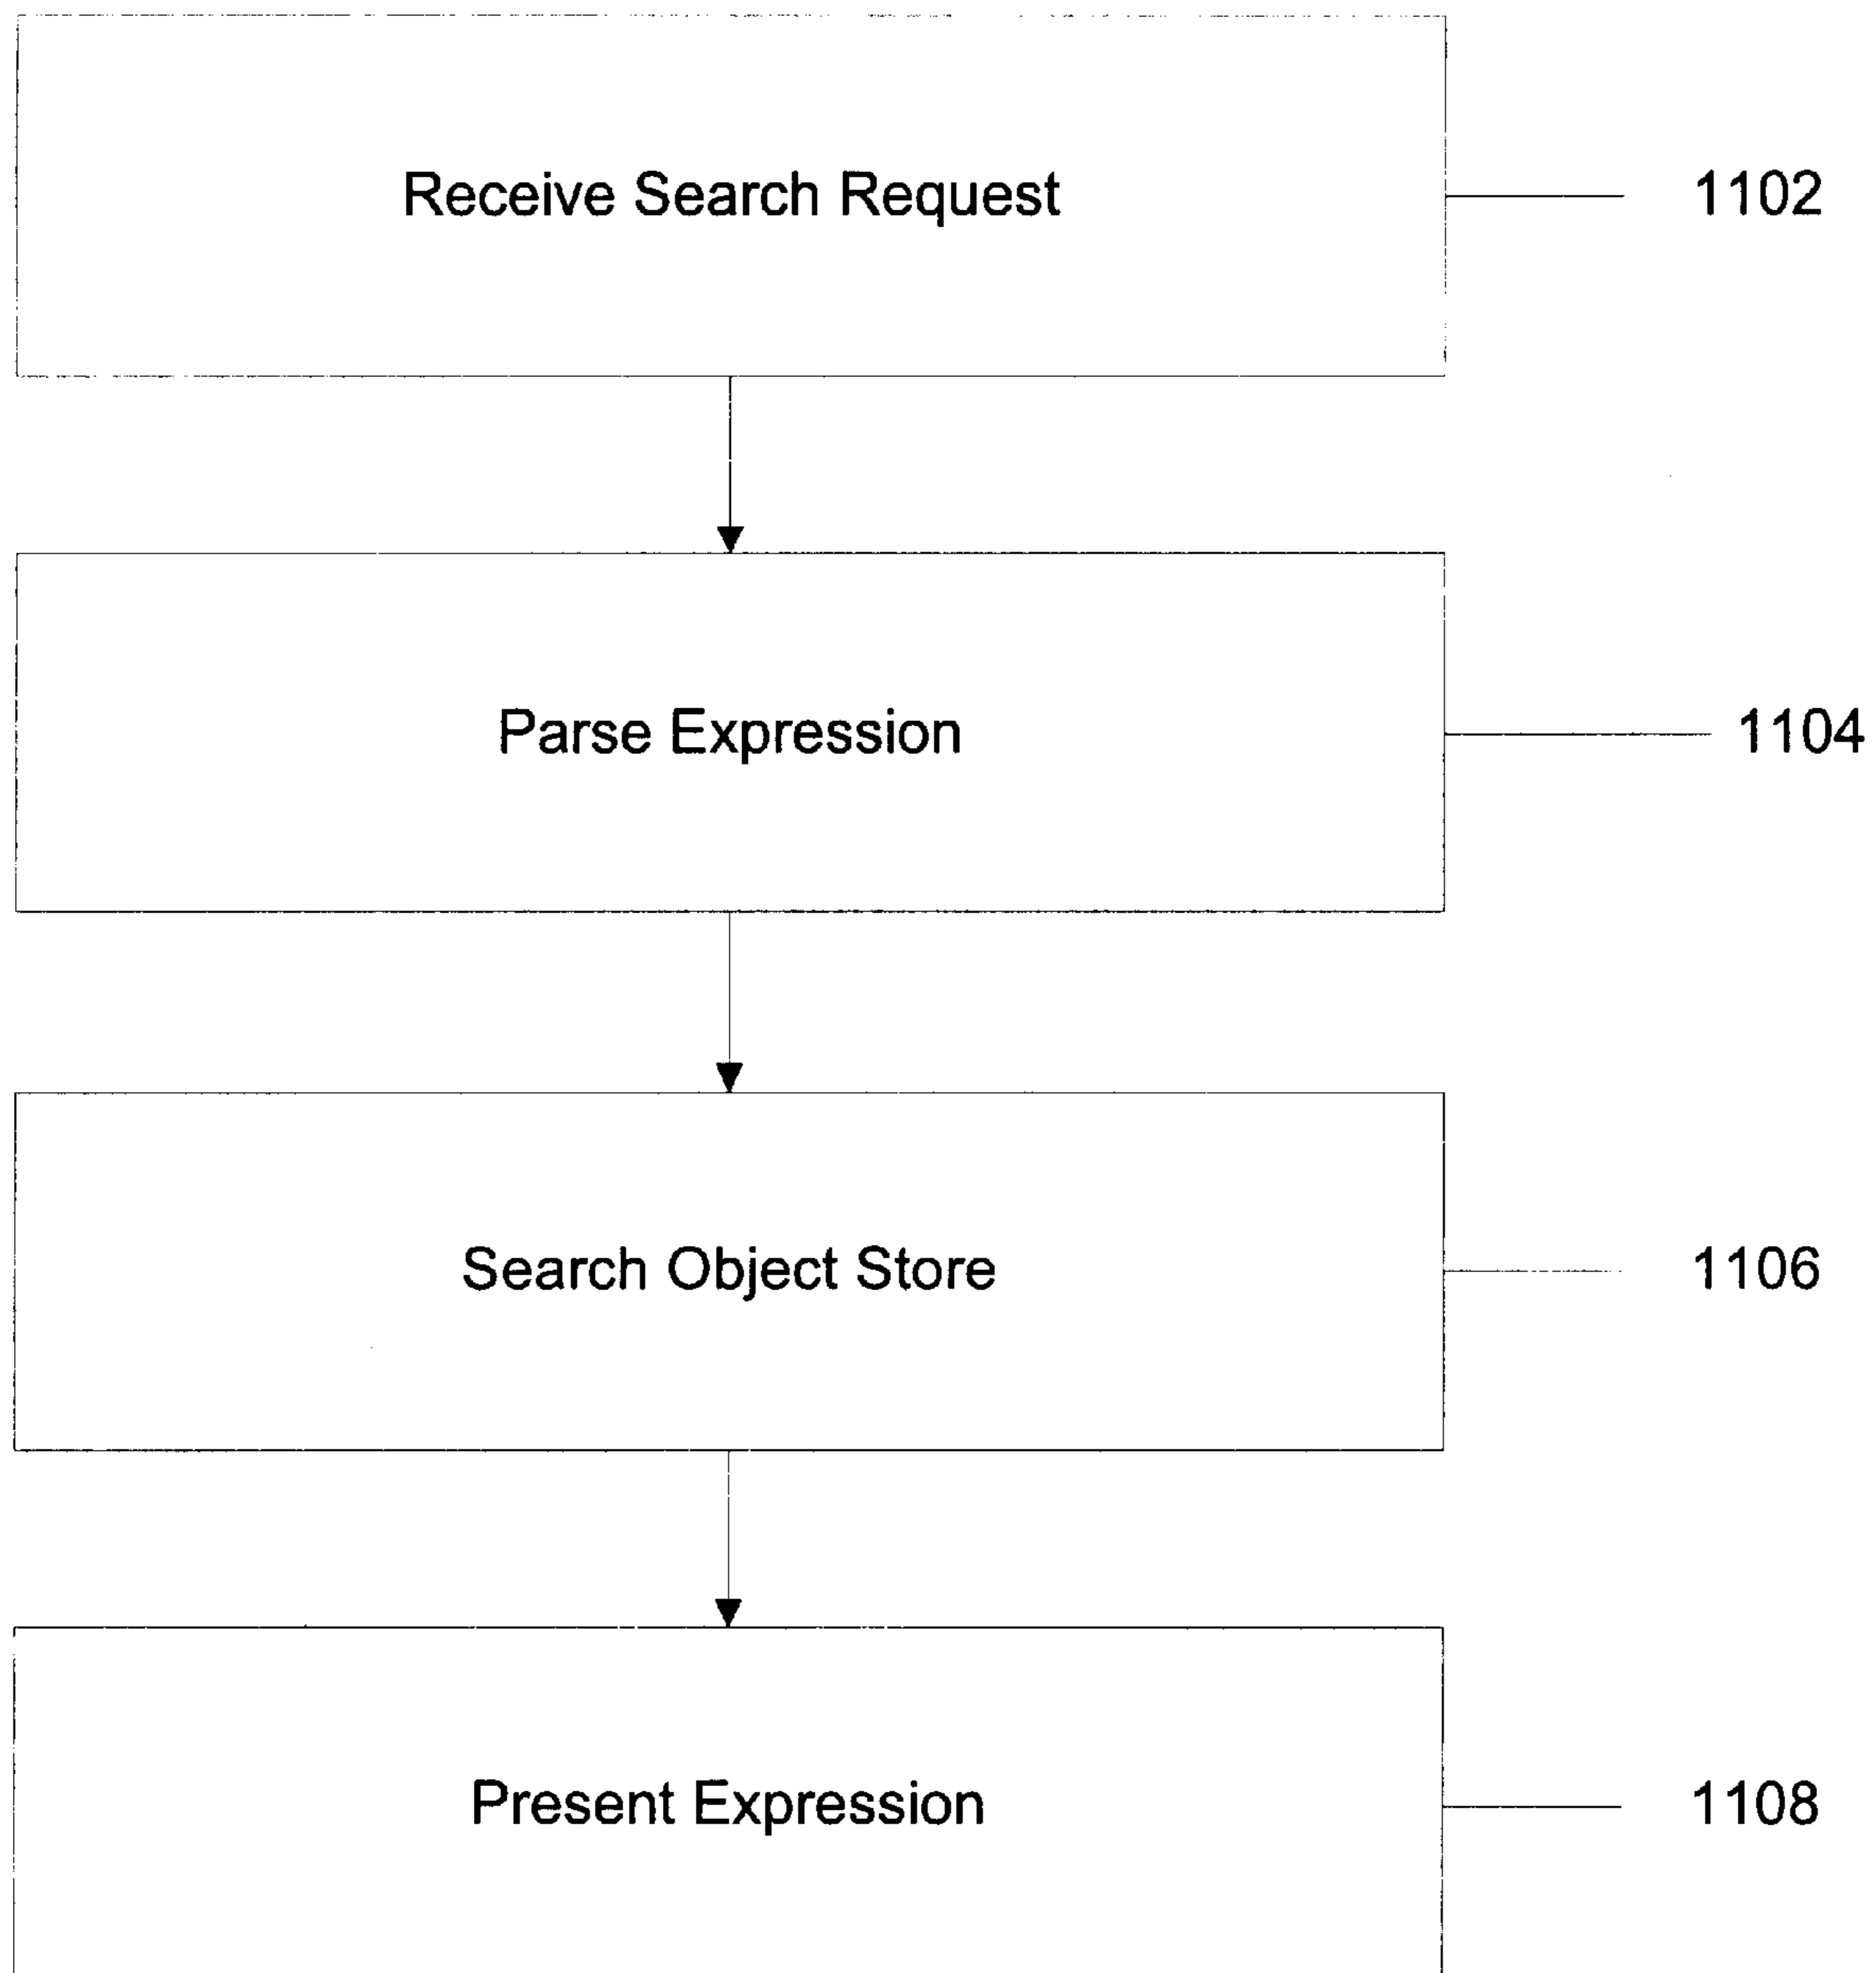 Receive Search Request
1102
Parse Expression
1104
Search Object Store
1106
Present Expression
1108